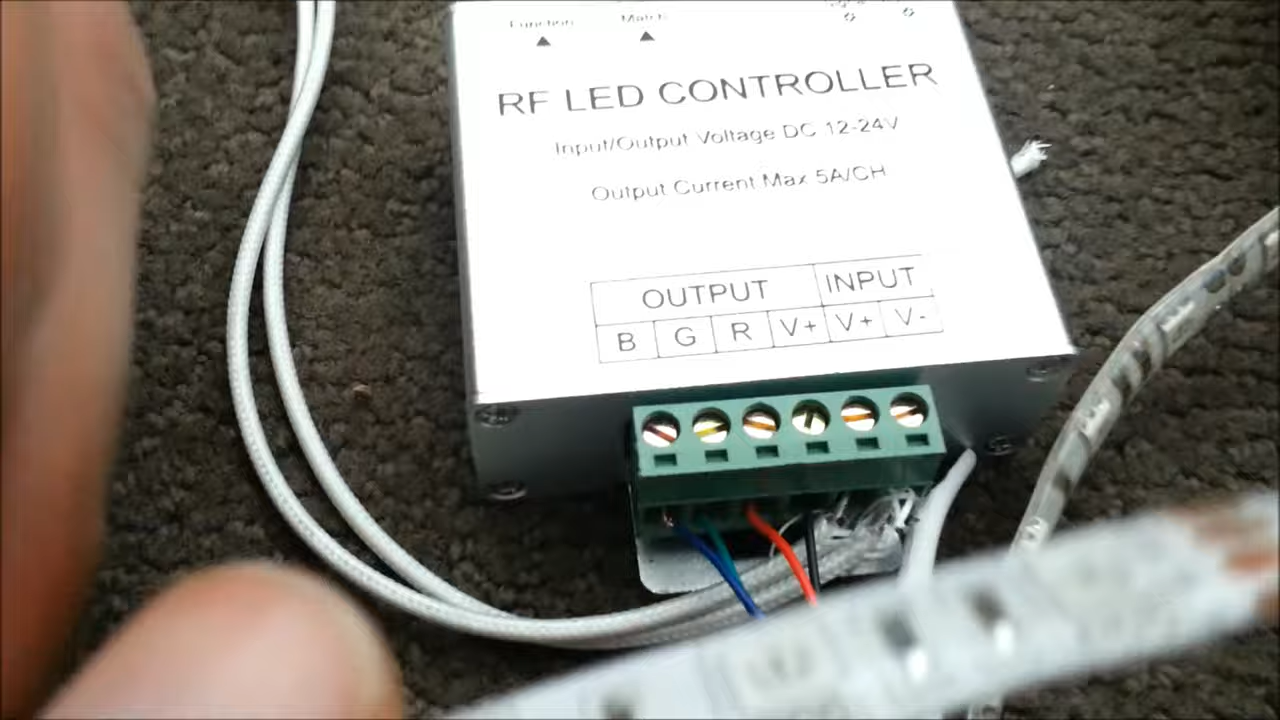 Function Match
RF LED CONTROLLER
Input/Output Voltage DC 12-24V
Output Current Max 5A/CH
OUTPUT INPUT
B G R V+ V+ V-